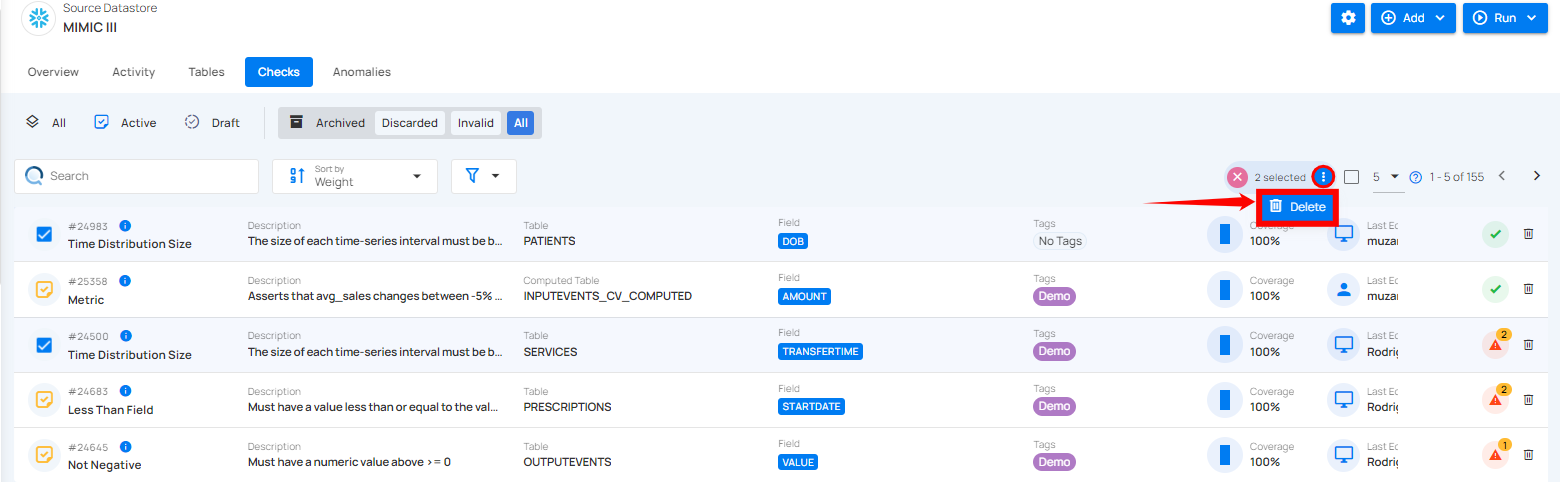 Source Datastore
MIMIC III
Add
Run
Overview
Activity
Tables
Checks
Anomalies
All
Active
Draft
Archived
Discarded
Invalid
All
Search
Sort by
Weight
2 selected
5
1 - 5 of 155
Delete
#24983
Time Distribution Size
Description
The size of each time-series interval must be b...
Table
PATIENTS
Field
DOB
Tags
No Tags
Coverage
100%
Last Ed
muzar
#25358
Metric
Description
Asserts that avg_sales changes between -5% ...
Computed Table
INPUTEVENTS_CV_COMPUTED
Field
AMOUNT
Tags
Demo
Coverage
100%
Last Ed
muzar
#24500
Time Distribution Size
Description
The size of each time-series interval must be b...
Table
SERVICES
Field
TRANSFERTIME
Tags
Demo
Coverage
100%
Last Ed
Rodrig
2
#24683
Less Than Field
Description
Must have a value less than or equal to the val...
Table
PRESCRIPTIONS
Field
STARTDATE
Tags
Demo
Coverage
100%
Last Ed
Rodrig
2
#24645
Not Negative
Description
Must have a numeric value above >= 0
Table
OUTPUTEVENTS
Field
VALUE
Tags
Demo
Coverage
100%
Last Ed
Rodrig
1